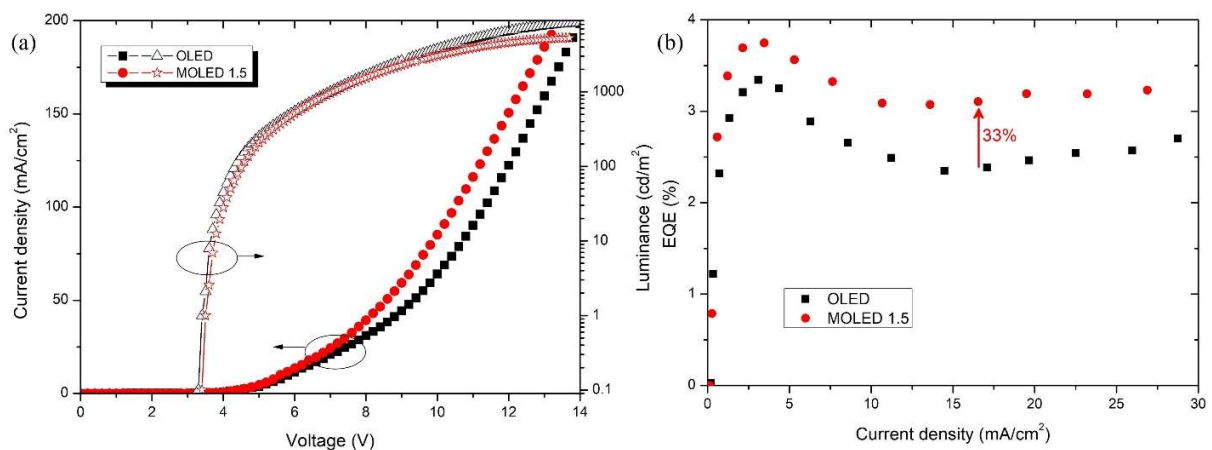 (a)
OLED
MOLED 1.5
Current density (mA/cm²)
200
150
100
50
0
0 2 4 6 8 10 12 14
Voltage (V)
1000
100
10
1
0.1
Luminance (cd/m²)
(b)
EQE (%)
4
3
2
1
0
33%
OLED
MOLED 1.5
0 5 10 15 20 25 30
Current density (mA/cm²)